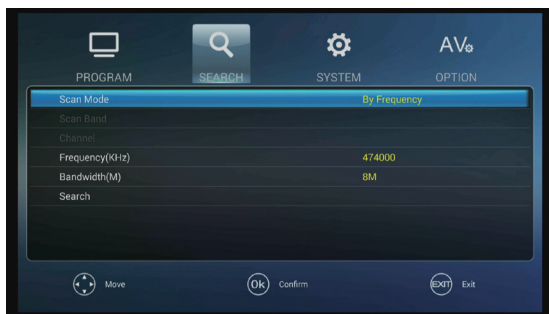 AV
PROGRAM SEARCH SYSTEM OPTION
Scan Mode By Frequency
Scan Band
Channel
Frequency(KHz) 474000
Bandwidth(M) 8M
Search
Move Ok Confirm EXIT Exit